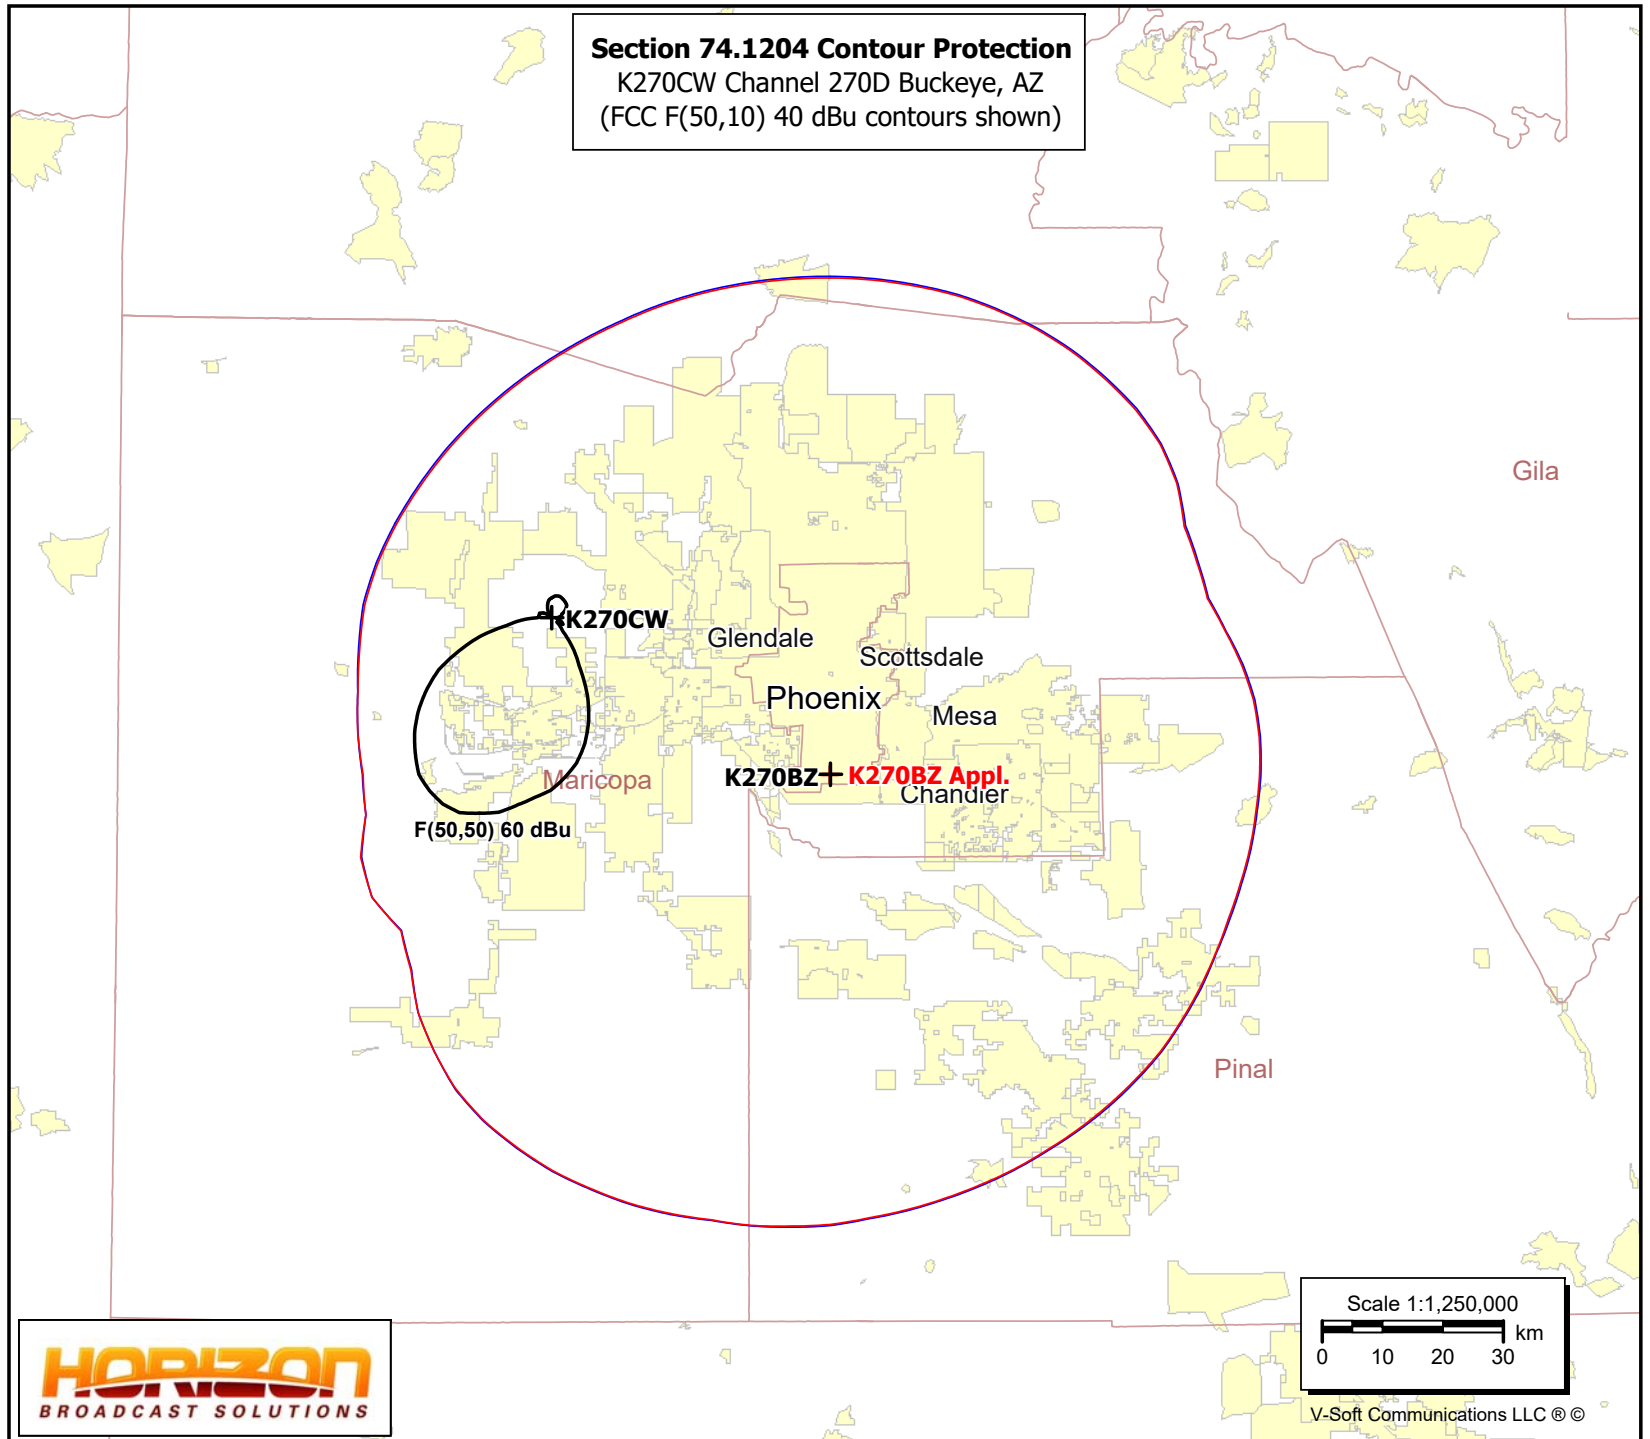 Section 74.1204 Contour Protection
K270CW Channel 270D Buckeye, AZ
(FCC F(50,10) 40 dBu contours shown)
Gila
K270CW
Glendale
Scottsdale
Phoenix
Mesa
K270BZ
K270BZ Appl.
Maricopa
Chandler
F(50,50) 60 dBu
Pinal
Scale 1:1,250,000
km
0 10 20 30
HORIZON
BROADCAST SOLUTIONS
V-Soft Communications LLC ® ©